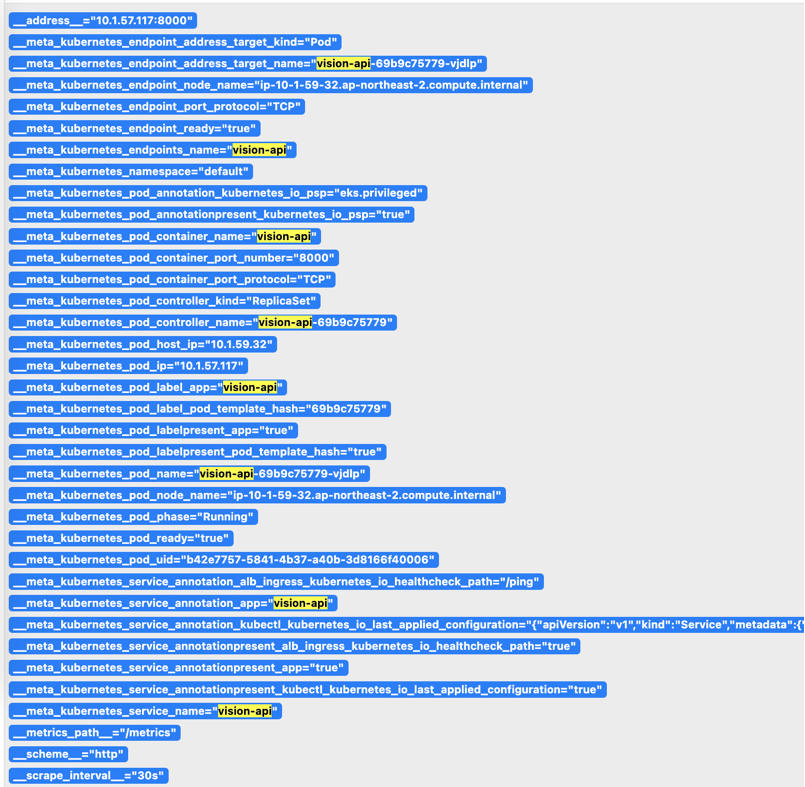 __address__="10.1.57.117:8000"
__meta_kubernetes_endpoint_address_target_kind="Pod"
__meta_kubernetes_endpoint_address_target_name="vision-api-69b9c75779-vjdlp"
__meta_kubernetes_endpoint_node_name="ip-10-1-59-32.ap-northeast-2.compute.internal"
__meta_kubernetes_endpoint_port_protocol="TCP"
__meta_kubernetes_endpoint_ready="true"
__meta_kubernetes_endpoints_name="vision-api"
__meta_kubernetes_namespace="default"
__meta_kubernetes_pod_annotation_kubernetes_io_psp="eks.privileged"
__meta_kubernetes_pod_annotationpresent_kubernetes_io_psp="true"
__meta_kubernetes_pod_container_name="vision-api"
__meta_kubernetes_pod_container_port_number="8000"
__meta_kubernetes_pod_container_port_protocol="TCP"
__meta_kubernetes_pod_controller_kind="ReplicaSet"
__meta_kubernetes_pod_controller_name="vision-api-69b9c75779"
__meta_kubernetes_pod_host_ip="10.1.59.32"
__meta_kubernetes_pod_ip="10.1.57.117"
__meta_kubernetes_pod_label_app="vision-api"
__meta_kubernetes_pod_label_pod_template_hash="69b9c75779"
__meta_kubernetes_pod_labelpresent_app="true"
__meta_kubernetes_pod_labelpresent_pod_template_hash="true"
__meta_kubernetes_pod_name="vision-api-69b9c75779-vjdlp"
__meta_kubernetes_pod_node_name="ip-10-1-59-32.ap-northeast-2.compute.internal"
__meta_kubernetes_pod_phase="Running"
__meta_kubernetes_pod_ready="true"
__meta_kubernetes_pod_uid="b42e7757-5841-4b37-a40b-3d8166f40006"
__meta_kubernetes_service_annotation_alb_ingress_kubernetes_io_healthcheck_path="/ping"
__meta_kubernetes_service_annotation_app="vision-api"
__meta_kubernetes_service_annotation_kubectl_kubernetes_io_last_applied_configuration="{"apiVersion":"v1","kind":"Service","metadata":{"
__meta_kubernetes_service_annotationpresent_alb_ingress_kubernetes_io_healthcheck_path="true"
__meta_kubernetes_service_annotationpresent_app="true"
__meta_kubernetes_service_annotationpresent_kubectl_kubernetes_io_last_applied_configuration="true"
__meta_kubernetes_service_name="vision-api"
__metrics_path__="/metrics"
__scheme__="http"
__scrape_interval__="30s"